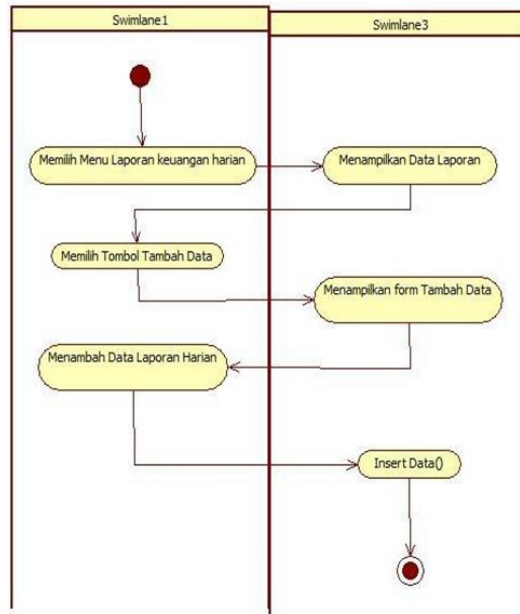 Swimlane1
Swimlane3
Memilih Menu Laporan keuangan harian
Menampilkan Data Laporan
Memilih Tombol Tambah Data
Menampilkan form Tambah Data
Menambah Data Laporan Harian
Insert Data()